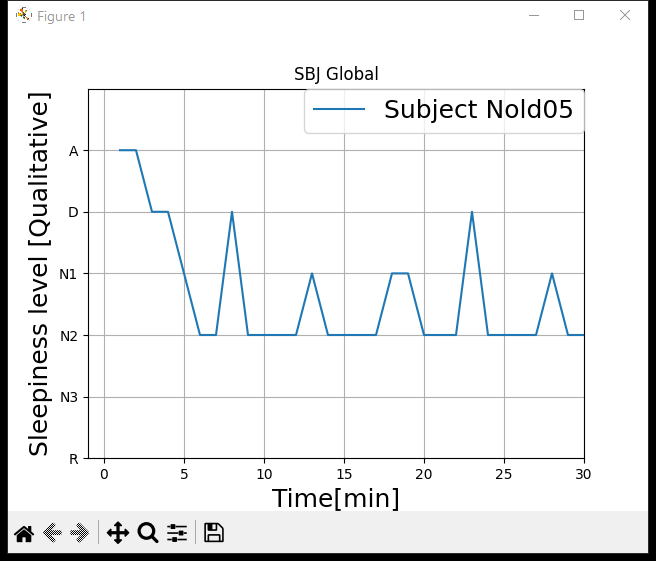 Figure 1
SBJ Global
Subject Nold05
Sleepiness level [Qualitative]
A
D
N1
N2
N3
R
0 5 10 15 20 25 30
Time[min]